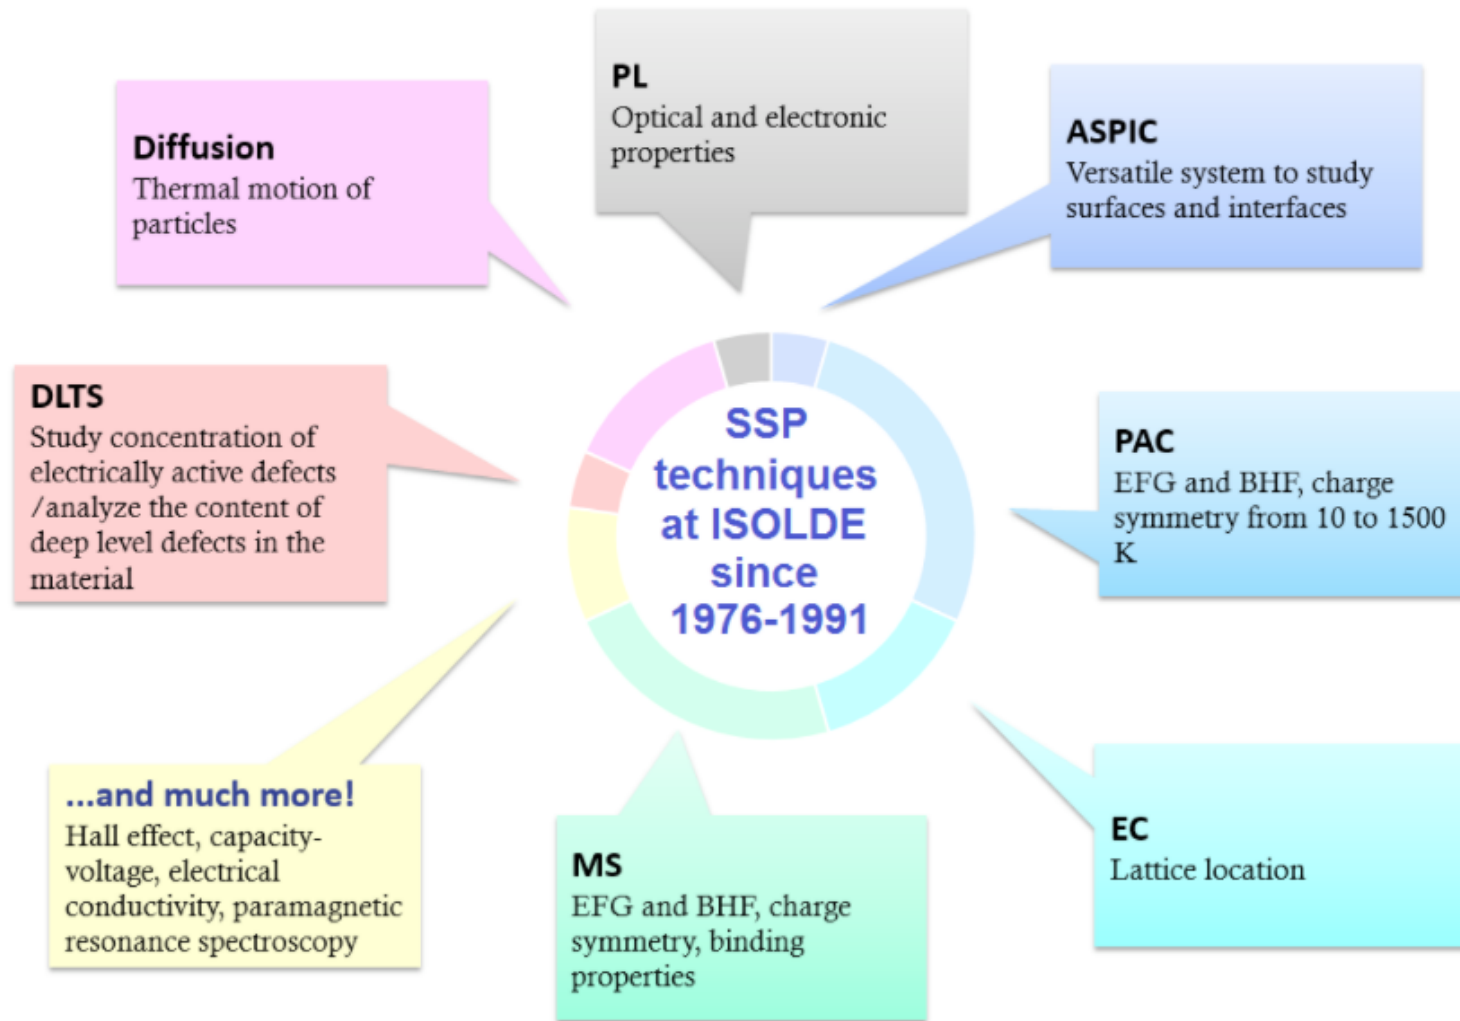 PL
Optical and electronic
properties
ASPIC
Versatile system to study
surfaces and interfaces
Diffusion
Thermal motion of
particles
DLTS
Study concentration of
electrically active defects
/analyze the content of
deep level defects in the
material
SSP
techniques
at ISOLDE
since
1976-1991
PAC
EFG and BHF, charge
symmetry from 10 to 1500
K
...and much more!
Hall effect, capacity-
voltage, electrical
conductivity, paramagnetic
resonance spectroscopy
MS
EFG and BHF, charge
symmetry, binding
properties
EC
Lattice location